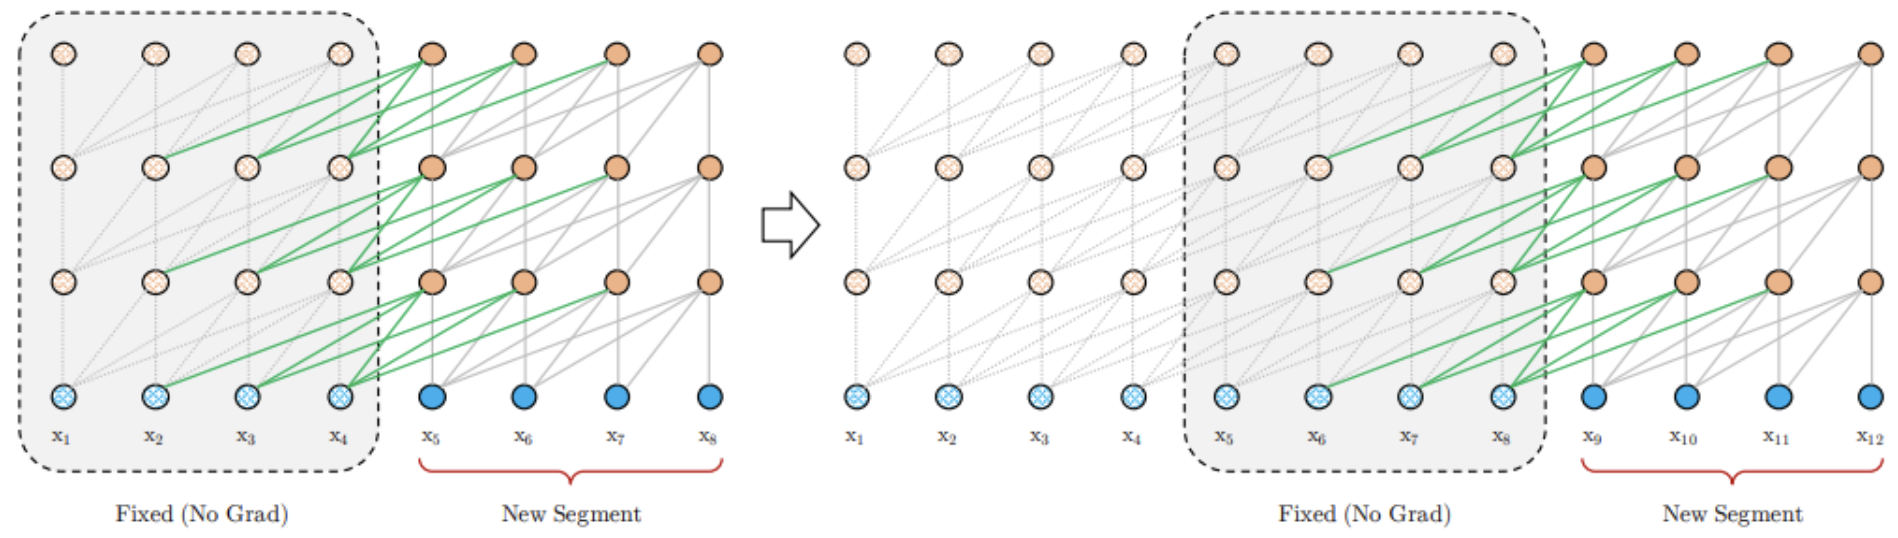 x₁ x₂ x₃ x₄ x₅ x₆ x₇ x₈
Fixed (No Grad) New Segment
x₁ x₂ x₃ x₄ x₅ x₆ x₇ x₈ x₉ x₁₀ x₁₁ x₁₂
Fixed (No Grad) New Segment